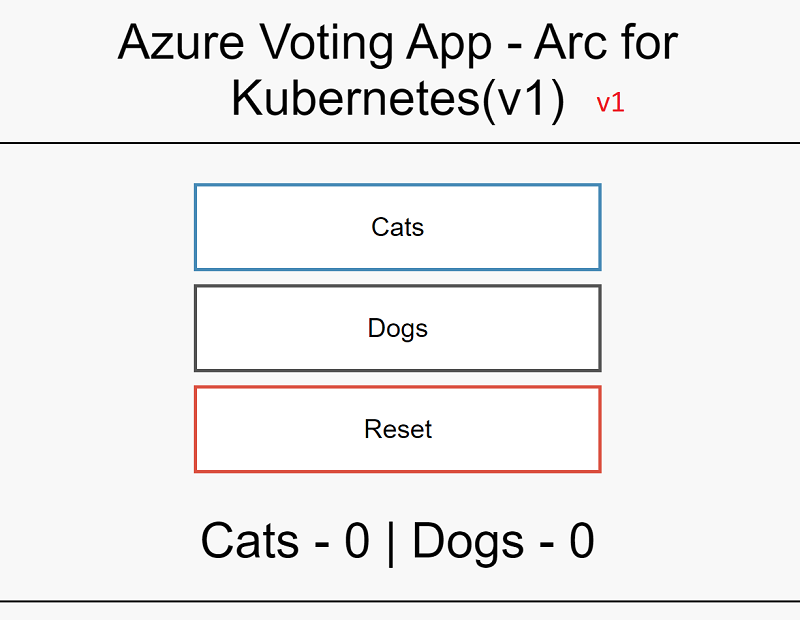 Azure Voting App - Arc for
Kubernetes(v1) v1
Cats
Dogs
Reset
Cats - 0 | Dogs - 0